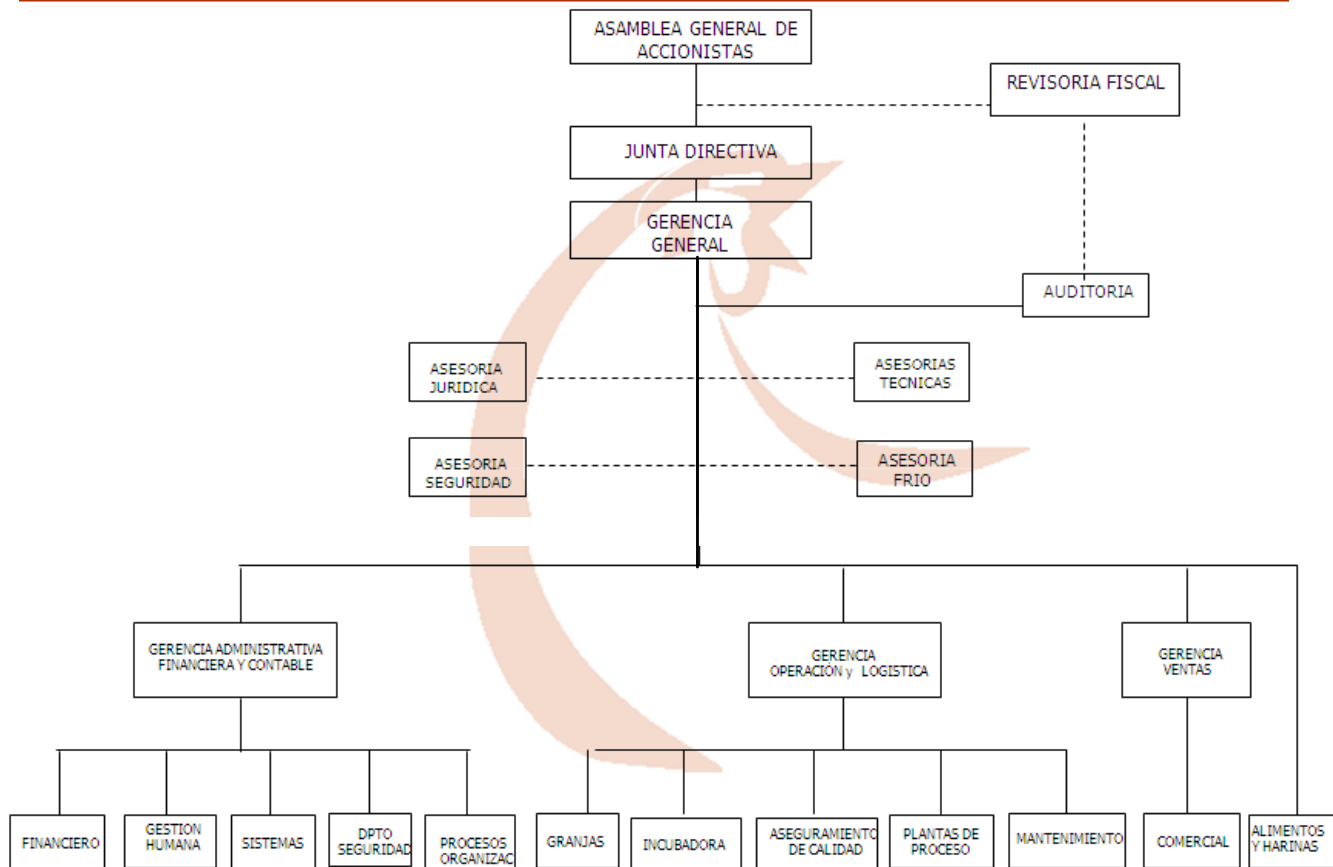 ASAMBLEA GENERAL DE
ACCIONISTAS
REVISORIA FISCAL
JUNTA DIRECTIVA
GERENCIA
GENERAL
AUDITORIA
ASESORIA
JURIDICA
ASESORIAS
TECNICAS
ASESORIA
SEGURIDAD
ASESORIA
FRIO
GERENCIA ADMINISTRATIVA
FINANCIERA Y CONTABLE
GERENCIA
OPERACIÓN y LOGISTICA
GERENCIA
VENTAS
FINANCIERO
GESTION
HUMANA
SISTEMAS
DPTO
SEGURIDAD
PROCESOS
ORGANIZAC
GRANJAS
INCUBADORA
ASEGURAMIENTO
DE CALIDAD
PLANTAS DE
PROCESO
MANTENIMIENTO
COMERCIAL
ALIMENTOS
Y HARINAS